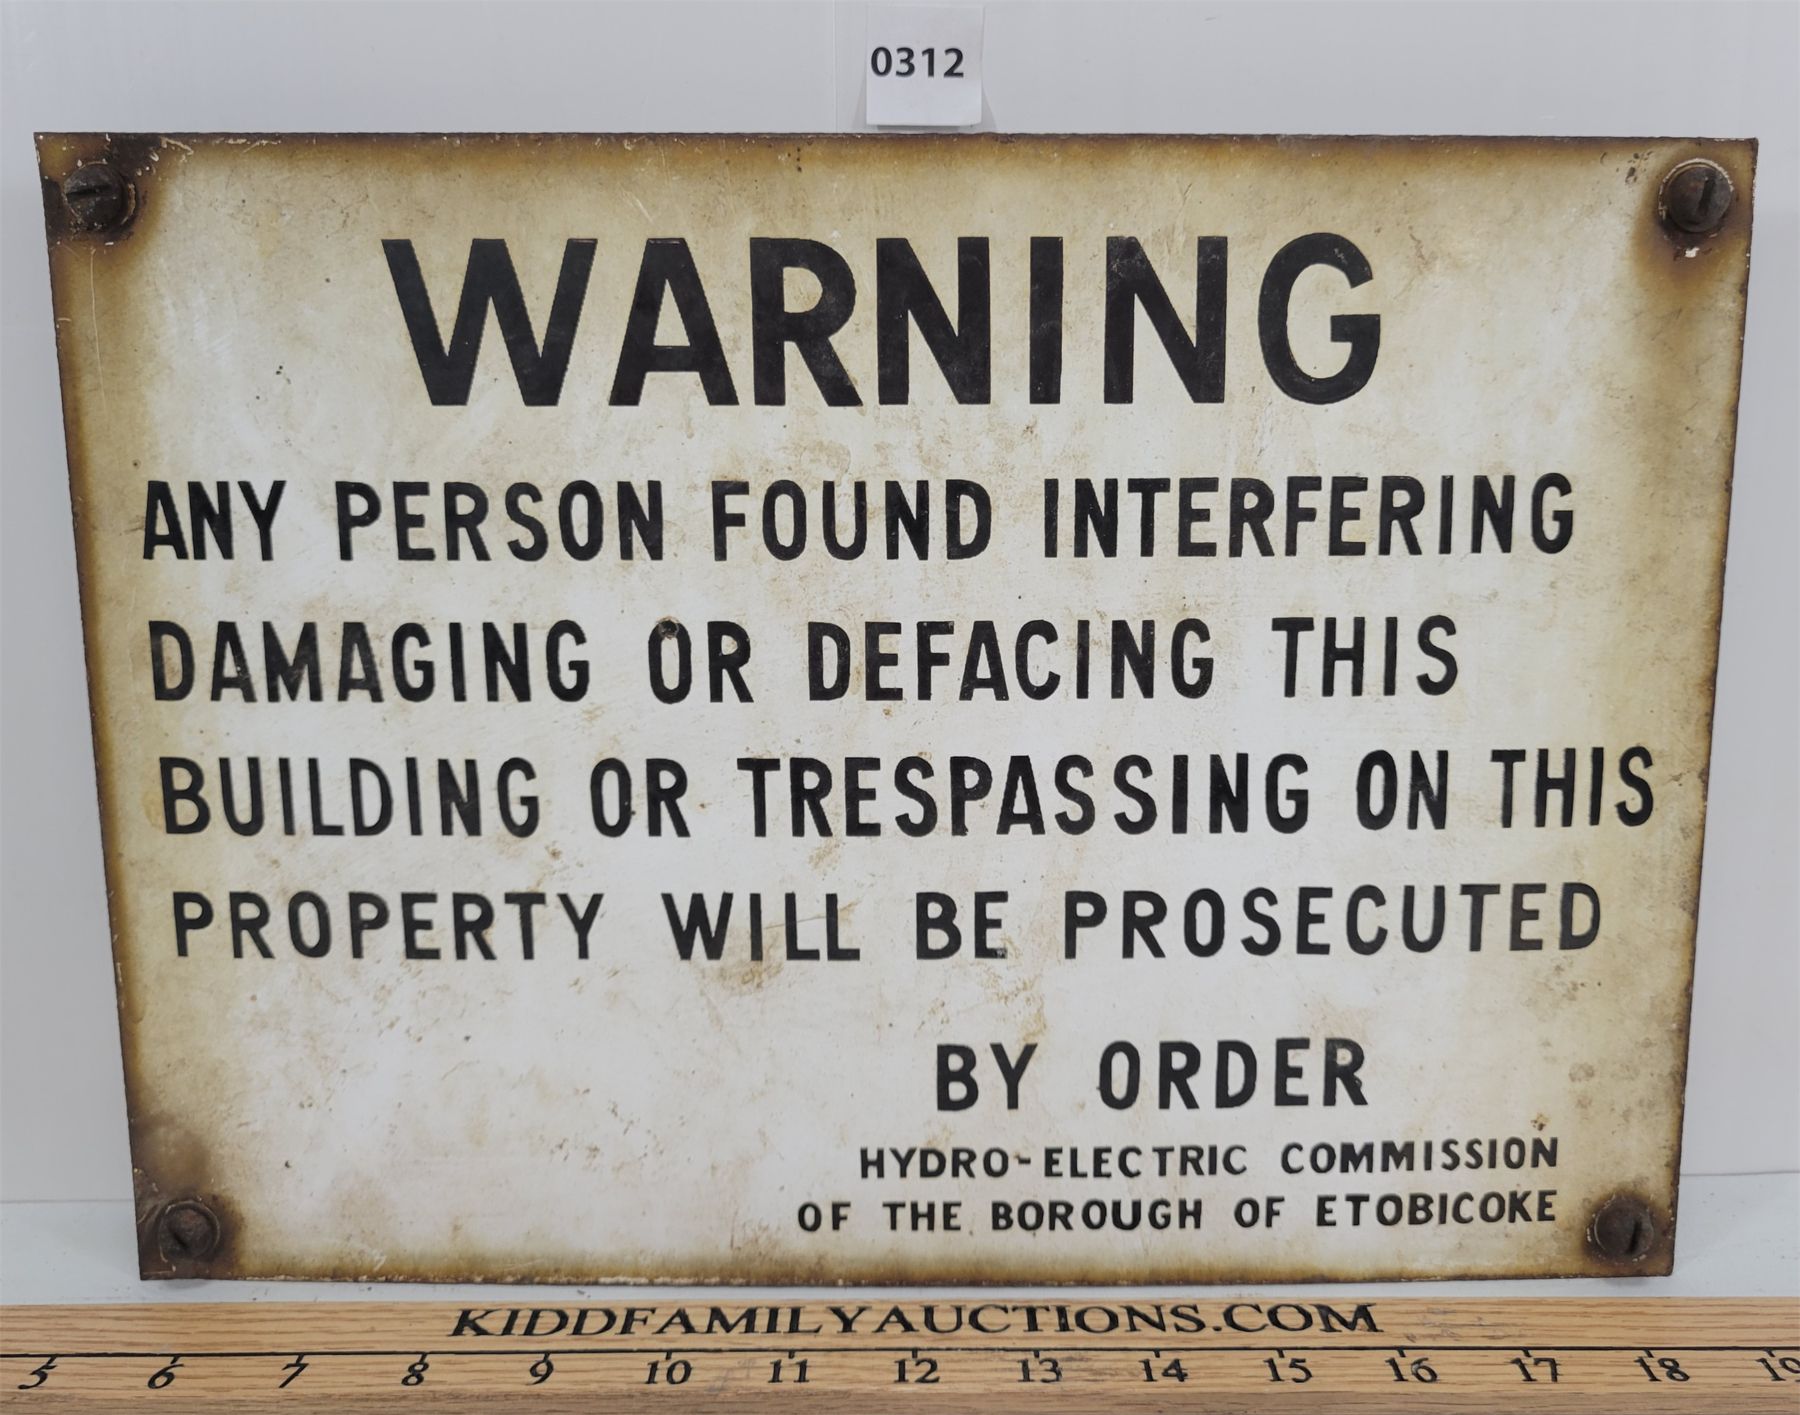 0312
WARNING
ANY PERSON FOUND INTERFERING
DAMAGING OR DEFACING THIS
BUILDING OR TRESPASSING ON THIS
PROPERTY WILL BE PROSECUTED
BY ORDER
HYDRO-ELECTRIC COMMISSION
OF THE BOROUGH OF ETOBICOKE
KIDDFAMILYAUCTIONS.COM
5 6 7 8 9 10 11 12 13 14 15 16 17 18 19